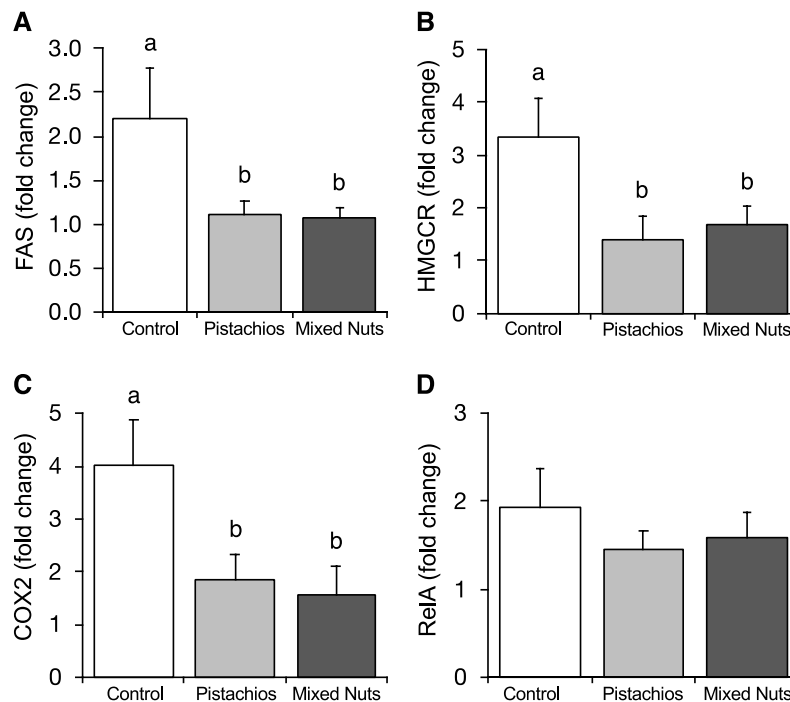 A
FAS (fold change)
3.0
2.5
2.0
1.5
1.0
0.5
0.0
a
b
b
Control Pistachios Mixed Nuts
B
HMGCR (fold change)
5
4
3
2
1
0
a
b
b
Control Pistachios Mixed Nuts
C
COX2 (fold change)
5
4
3
2
1
0
a
b
b
Control Pistachios Mixed Nuts
D
RelA (fold change)
3
2
1
0
Control Pistachios Mixed Nuts